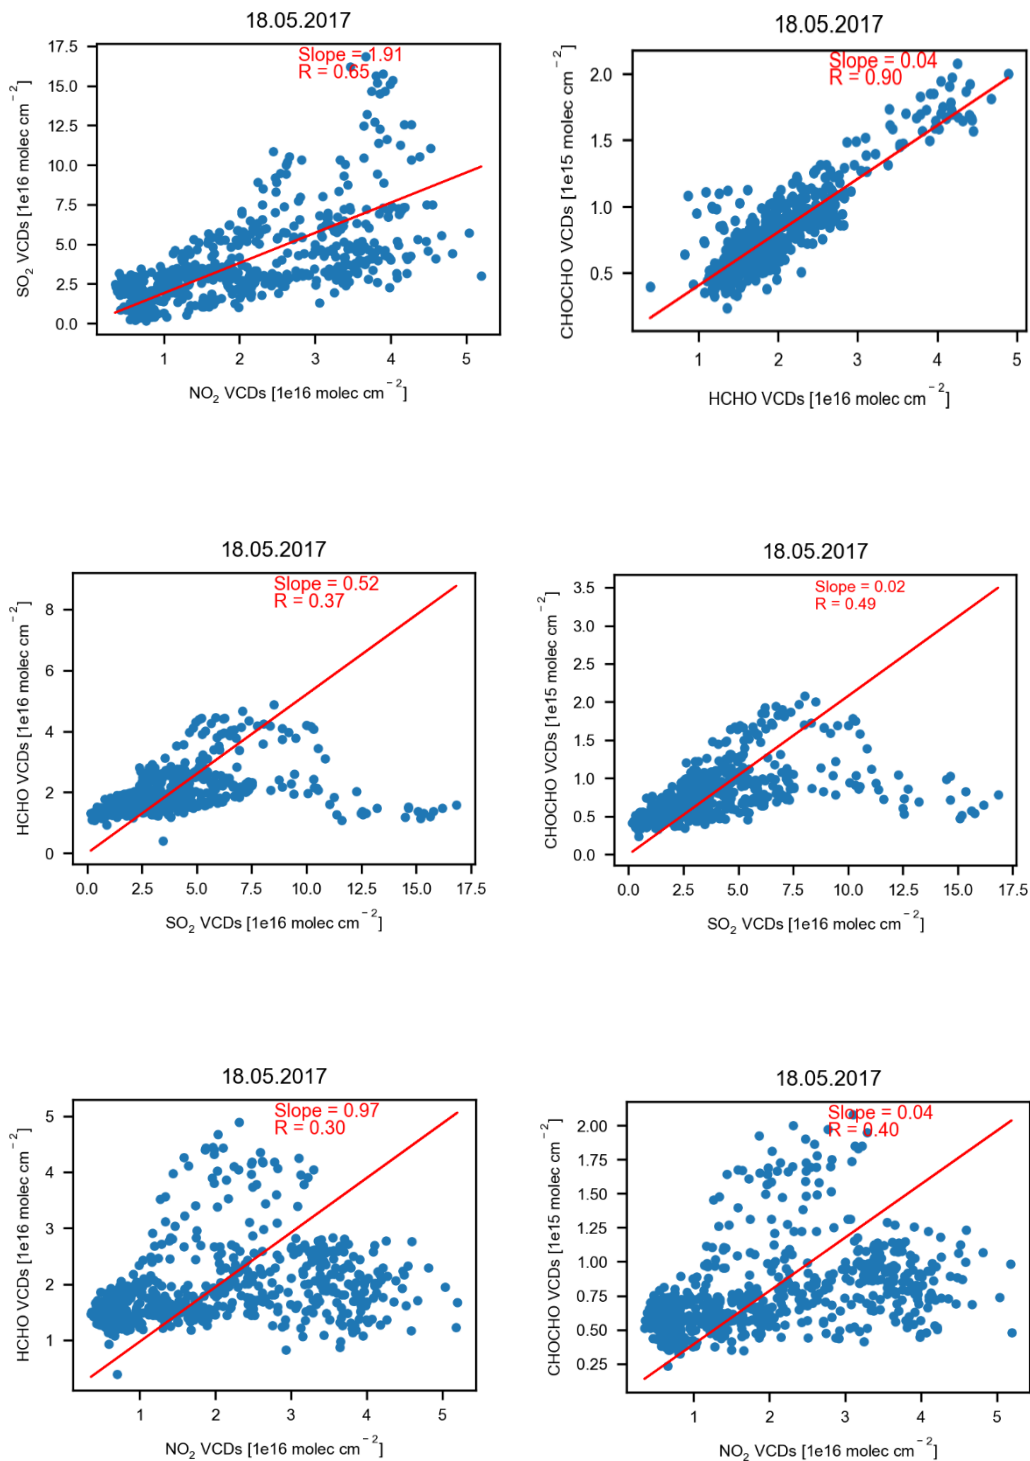 18.05.2017
Slope = 1.91
R = 0.65
17.5
15.0
12.5
10.0
7.5
5.0
2.5
0.0
SO₂ VCDs [1e16 molec cm⁻²]
1 2 3 4 5
NO₂ VCDs [1e16 molec cm⁻²]
18.05.2017
Slope = 0.04
R = 0.90
2.0
1.5
1.0
0.5
CHOCHO VCDs [1e15 molec cm⁻²]
1 2 3 4 5
HCHO VCDs [1e16 molec cm⁻²]
18.05.2017
Slope = 0.52
R = 0.37
8
6
4
2
0
HCHO VCDs [1e16 molec cm⁻²]
0.0 2.5 5.0 7.5 10.0 12.5 15.0 17.5
SO₂ VCDs [1e16 molec cm⁻²]
18.05.2017
Slope = 0.02
R = 0.49
3.5
3.0
2.5
2.0
1.5
1.0
0.5
0.0
CHOCHO VCDs [1e15 molec cm⁻²]
0.0 2.5 5.0 7.5 10.0 12.5 15.0 17.5
SO₂ VCDs [1e16 molec cm⁻²]
18.05.2017
Slope = 0.97
R = 0.30
5
4
3
2
1
HCHO VCDs [1e16 molec cm⁻²]
1 2 3 4 5
NO₂ VCDs [1e16 molec cm⁻²]
18.05.2017
Slope = 0.04
R = 0.40
2.00
1.75
1.50
1.25
1.00
0.75
0.50
0.25
CHOCHO VCDs [1e15 molec cm⁻²]
1 2 3 4 5
NO₂ VCDs [1e16 molec cm⁻²]